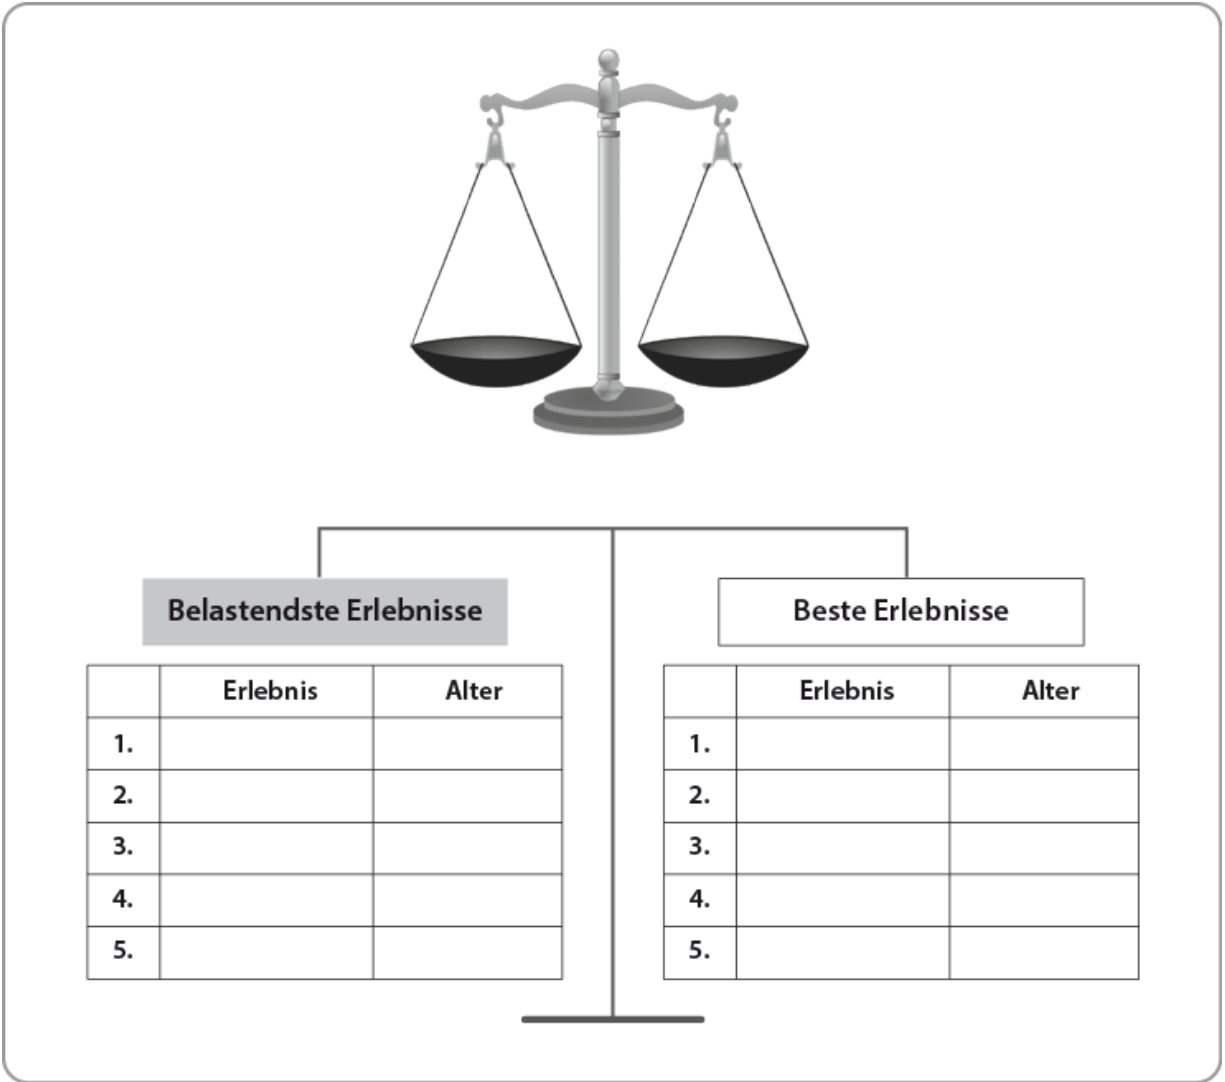 Belastendste Erlebnisse
Erlebnis Alter
1.
2.
3.
4.
5.
Beste Erlebnisse
Erlebnis Alter
1.
2.
3.
4.
5.